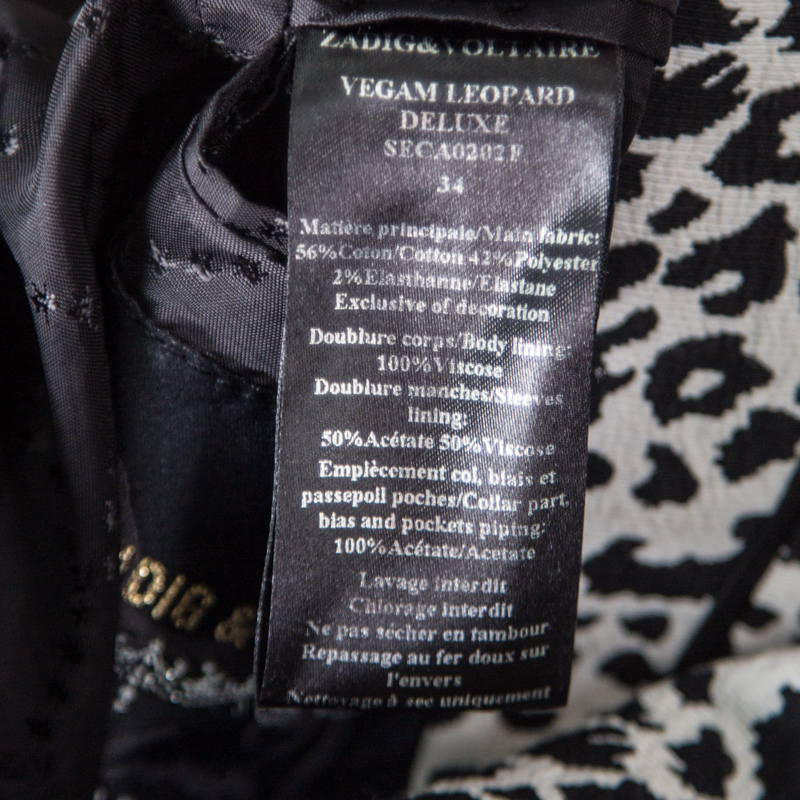 ZADIG&VOLTAIRE
VEGAM LEOPARD
DELUXE
SECA0202F
34
Matière principale/Main fabric:
56%Coton/Cotton 42%Polyester
2%Elasthanne/Elastane
Exclusive of decoration
Doublure corps/Body lining:
100%Viscose
Doublure manches/Sleeves
lining:
50%Acétate 50%Viscose
Emplècement col, biais et
passepoil poches/Collar part,
bias and pockets piping:
100%Acétate/Acetate
Lavage interdit
Chlorage interdit
Ne pas sécher en tambour
Repassage au fer doux sur
l'envers
Nettoyage à sec uniquement
ADIG &